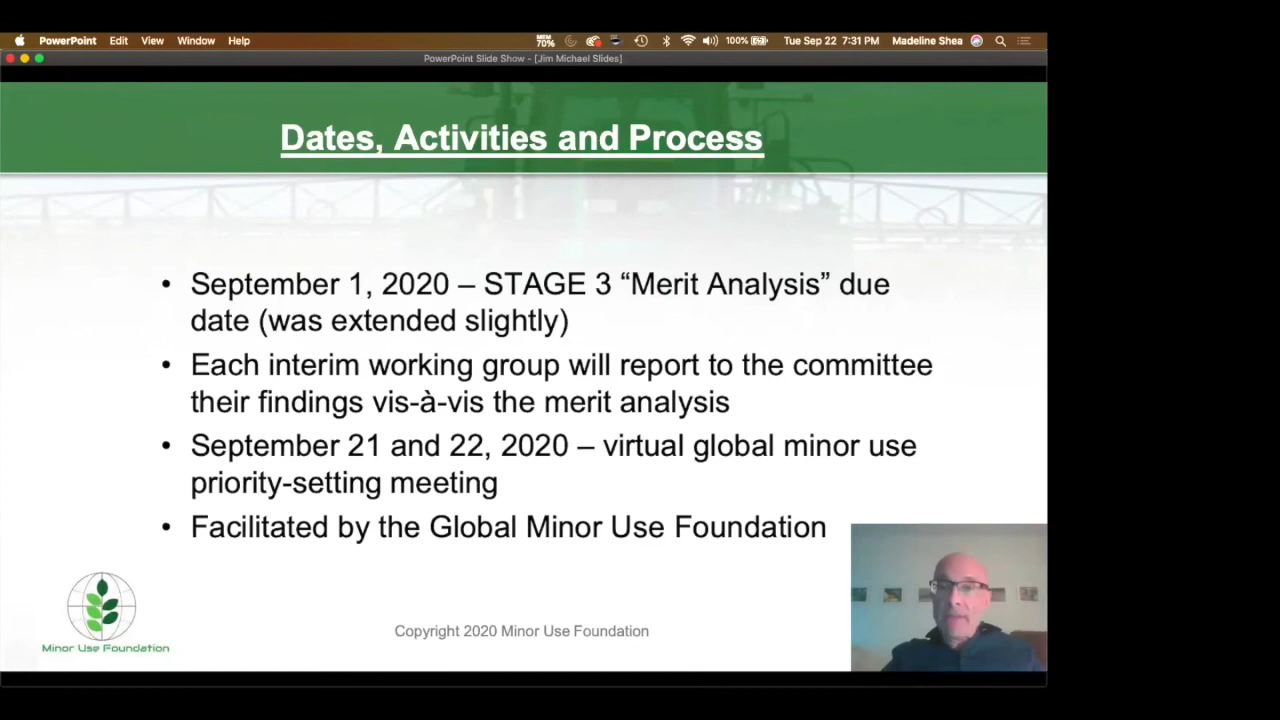 PowerPoint Edit View Window Help MEM 70% 100% Tue Sep 22 7:31 PM Madeline Shea
PowerPoint Slide Show - [Jim Michael Slides]
Dates, Activities and Process
• September 1, 2020 – STAGE 3 “Merit Analysis” due
date (was extended slightly)
• Each interim working group will report to the committee
their findings vis-à-vis the merit analysis
• September 21 and 22, 2020 – virtual global minor use
priority-setting meeting
• Facilitated by the Global Minor Use Foundation
Minor Use Foundation
Copyright 2020 Minor Use Foundation